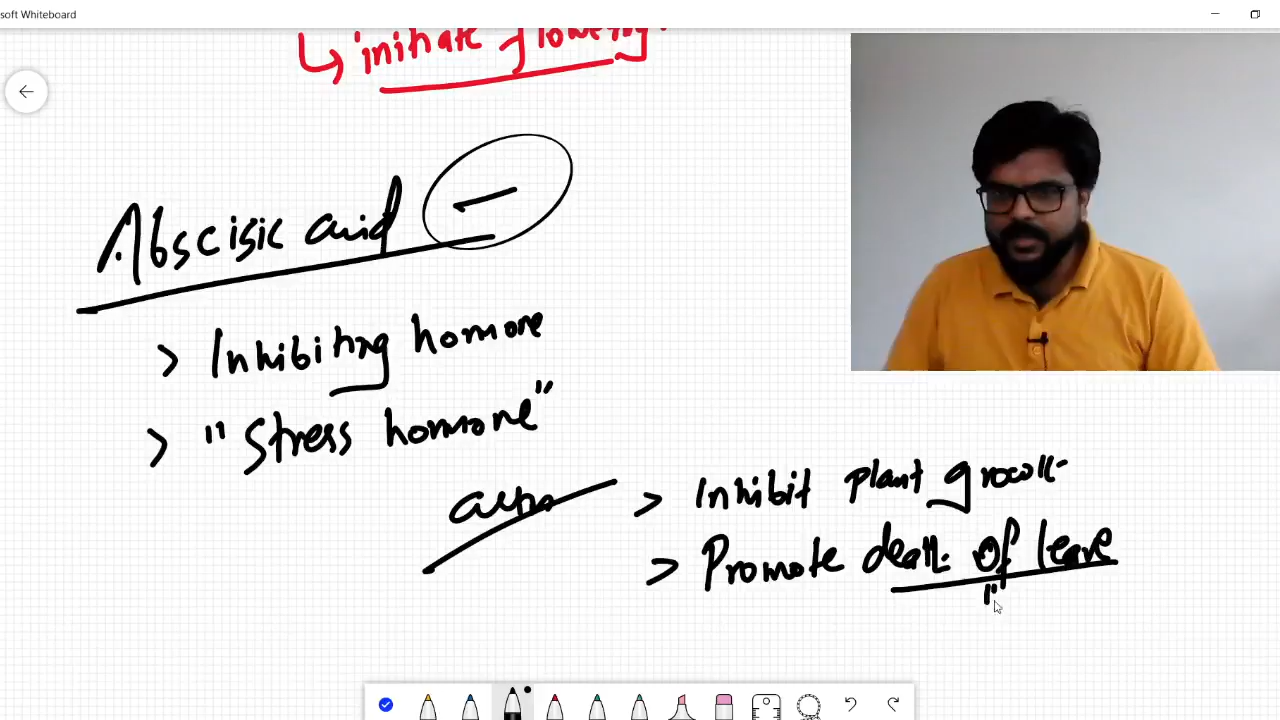 soft Whiteboard
↳ initiate flowering.
Abscisic acid —
> Inhibiting hormone
> "Stress hormone"
> Inhibit plant growth
> Promote death of leave
"